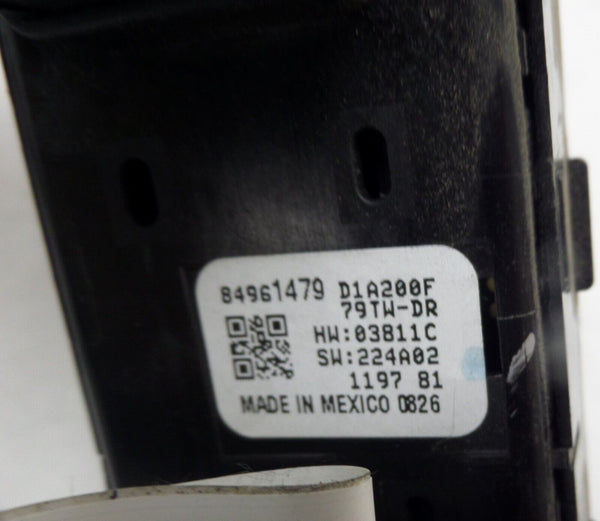 84961479 D1A200F
79TW-DR
HW:03811C
SW:224A02
1197 81
MADE IN MEXICO 0826